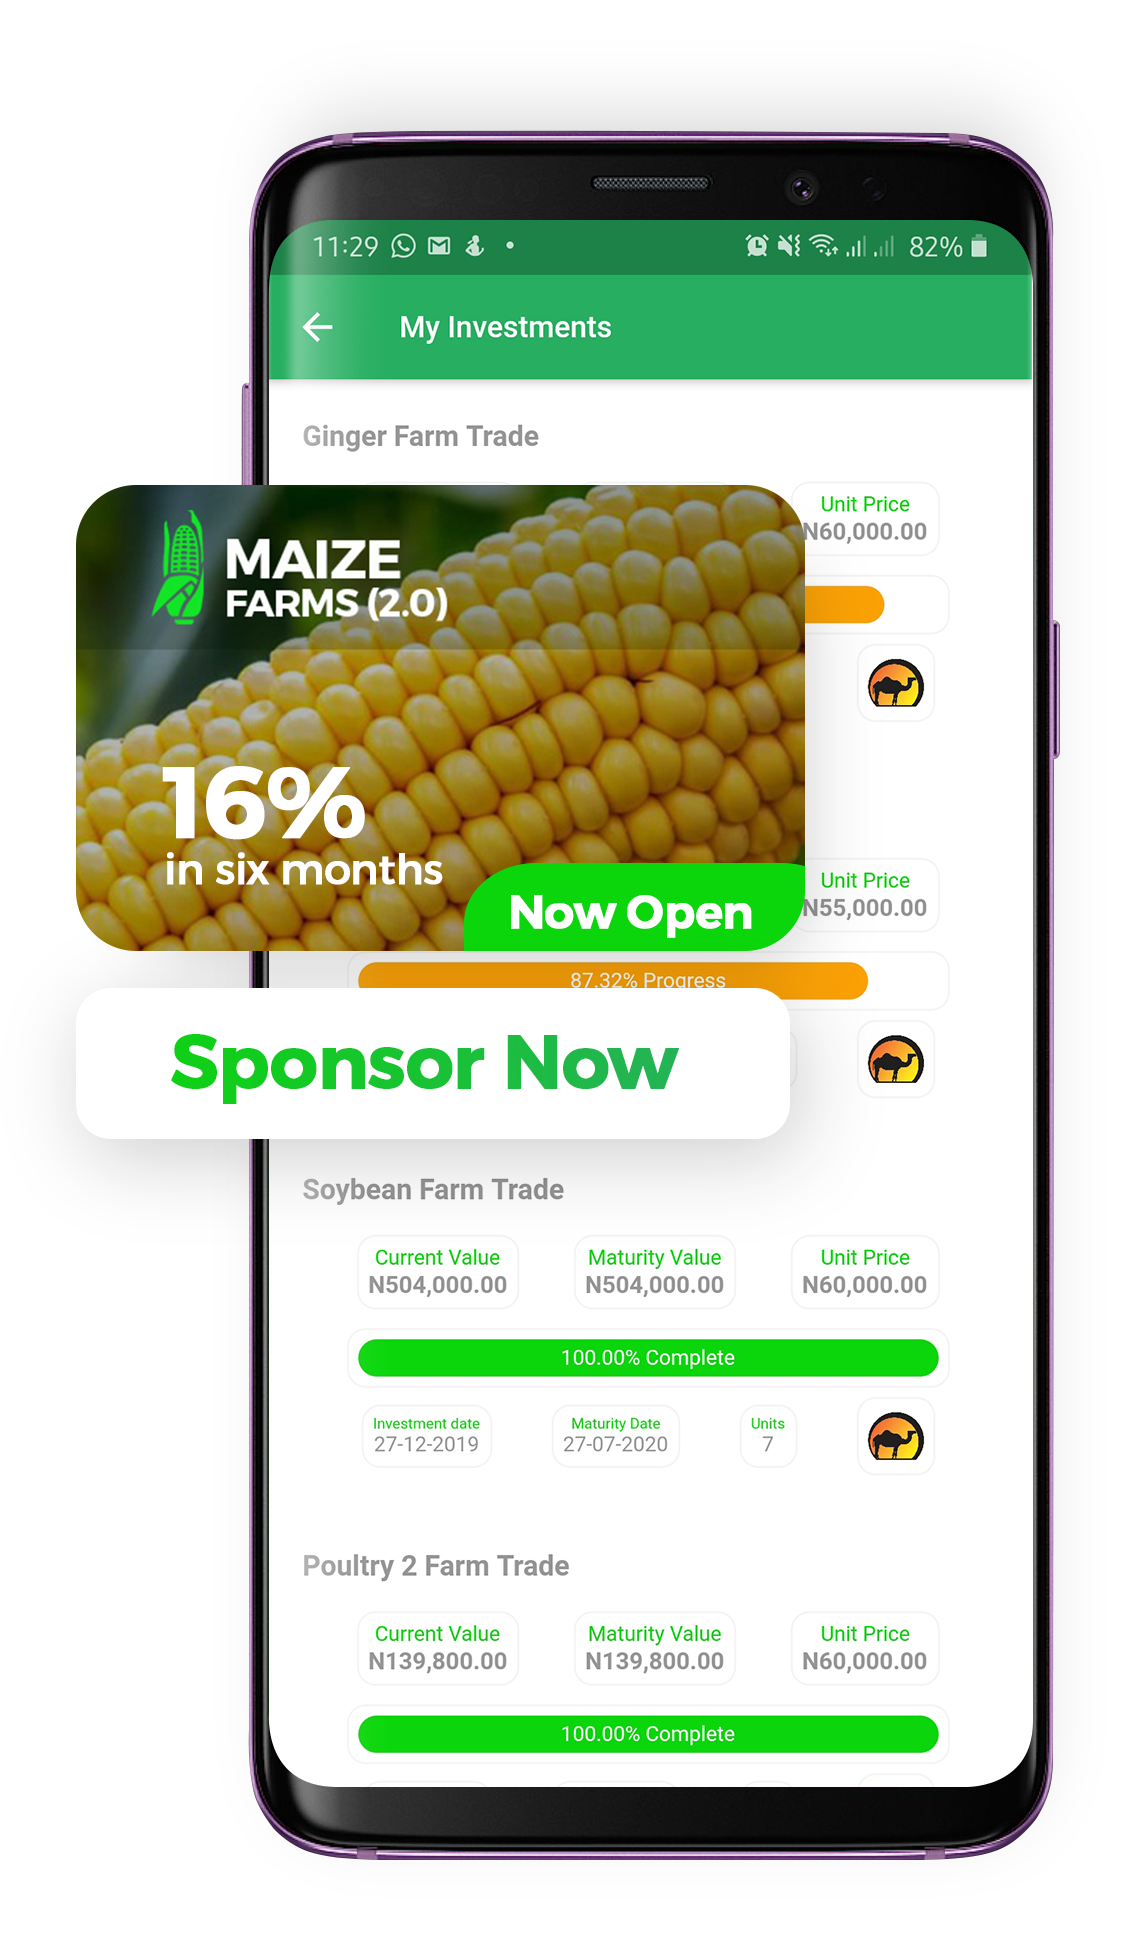 11:29
82%
My Investments
Ginger Farm Trade
Unit Price
N60,000.00
MAIZE
FARMS (2.0)
16%
in six months
Now Open
Unit Price
N55,000.00
87.32% Progress
Sponsor Now
Soybean Farm Trade
Current Value Maturity Value Unit Price
N504,000.00 N504,000.00 N60,000.00
100.00% Complete
Investment date Maturity Date Units
27-12-2019 27-07-2020 7
Poultry 2 Farm Trade
Current Value Maturity Value Unit Price
N139,800.00 N139,800.00 N60,000.00
100.00% Complete